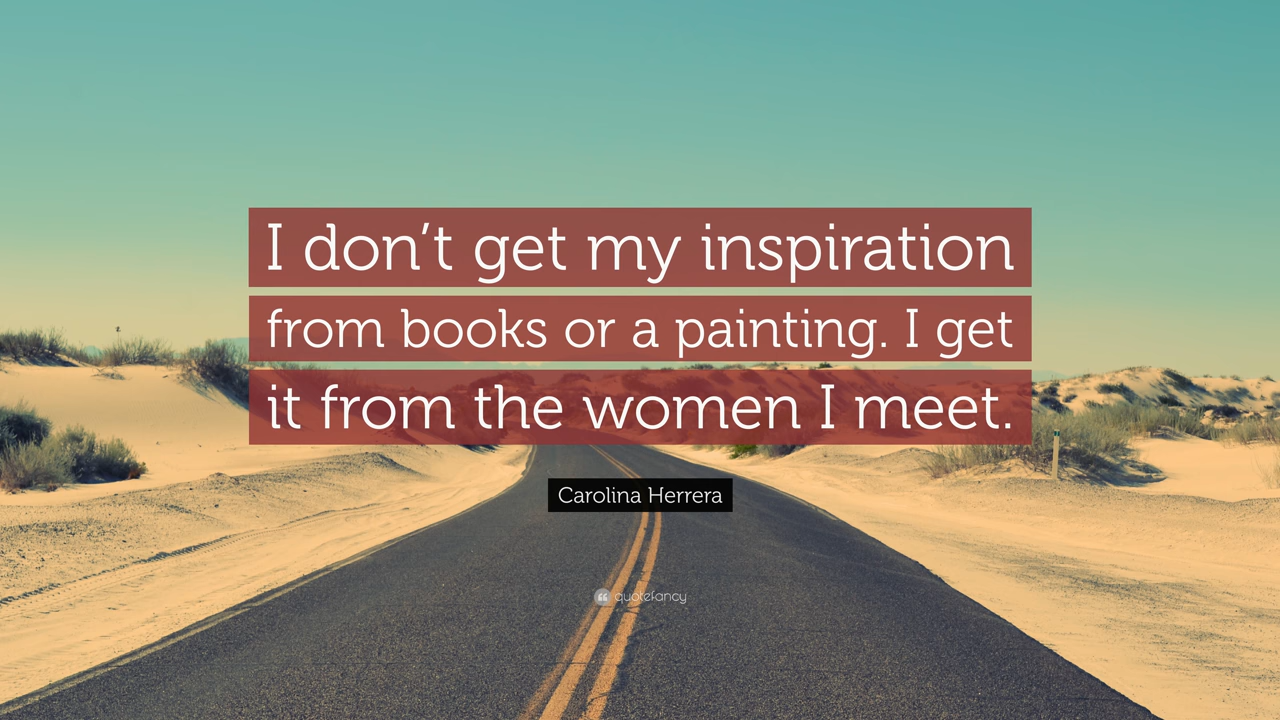 I don’t get my inspiration
from books or a painting. I get
it from the women I meet.
Carolina Herrera
quotefancy